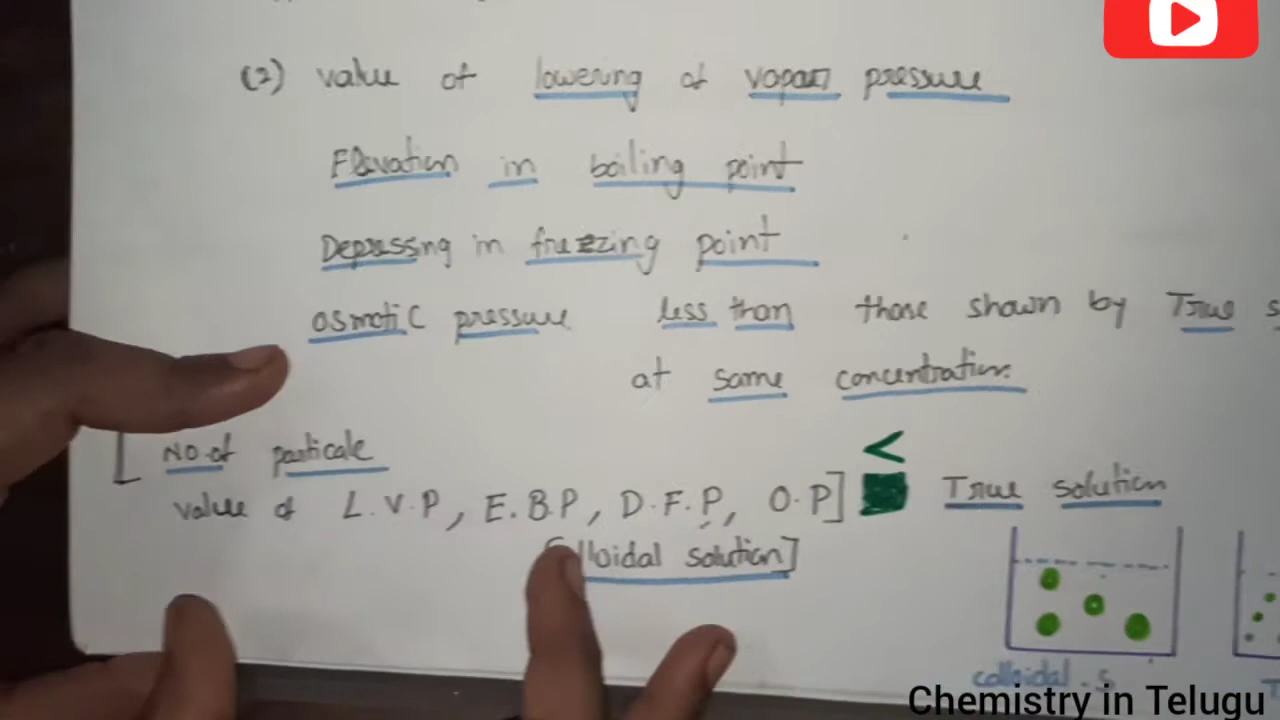 (2) value of lowering of vapour pressure
Elevation in boiling point
Depressing in freezing point
osmotic pressure less than those shown by True
at same concentration.
[ No. of particale <
value of L.V.P, E.B.P, D.F.P, O.P] True solution
lloidal solution]
colloidal . s
Chemistry in Telugu